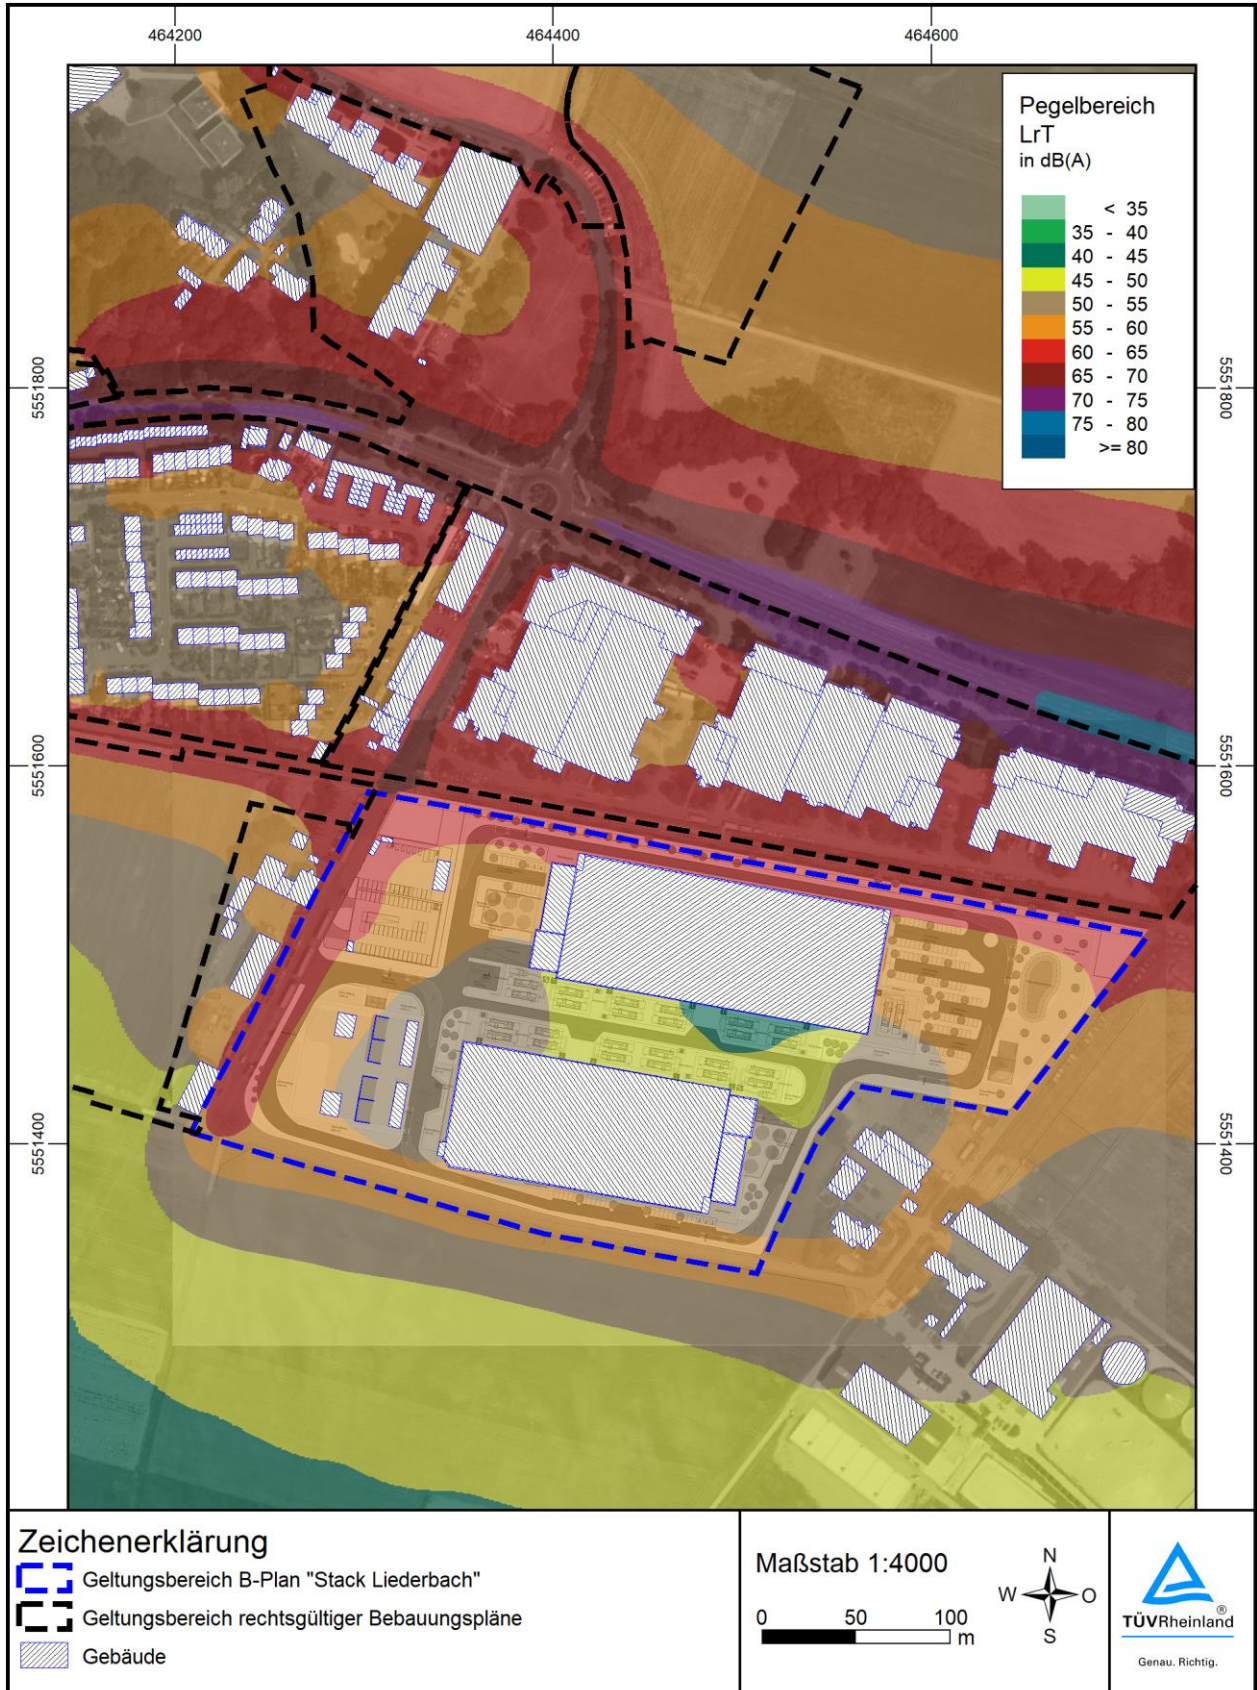 464200
464400
464600
Pegelbereich
LrT
in dB(A)
< 35
35 - 40
40 - 45
45 - 50
50 - 55
55 - 60
60 - 65
65 - 70
70 - 75
75 - 80
>= 80
5551800
5551800
5551600
5551600
5551400
5551400
Zeichenerklärung
Geltungsbereich B-Plan "Stack Liederbach"
Geltungsbereich rechtsgültiger Bebauungspläne
Gebäude
Maßstab 1:4000
0 50 100
m
N
W O
S
TÜVRheinland®
Genau. Richtig.